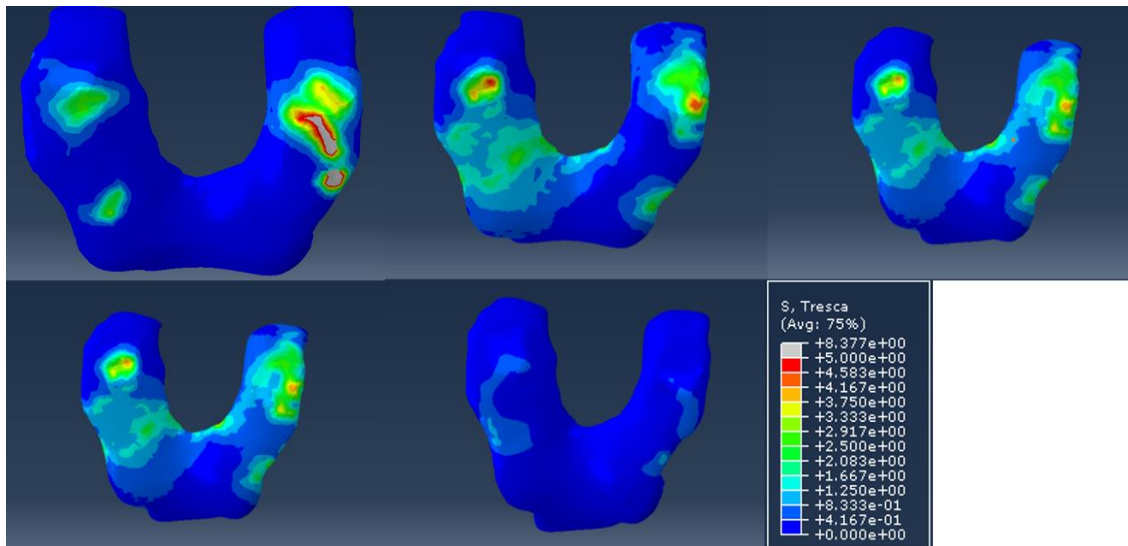 S, Tresca
(Avg: 75%)
+8.377e+00
+5.000e+00
+4.583e+00
+4.167e+00
+3.750e+00
+3.333e+00
+2.917e+00
+2.500e+00
+2.083e+00
+1.667e+00
+1.250e+00
+8.333e-01
+4.167e-01
+0.000e+00